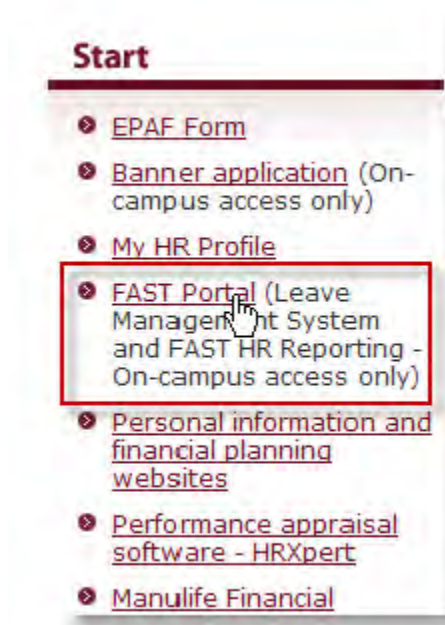 Start
EPAF Form
Banner application (On-
campus access only)
My HR Profile
FAST Portal (Leave
Management System
and FAST HR Reporting -
On-campus access only)
Personal information and
financial planning
websites
Performance appraisal
software - HRXpert
Manulife Financial